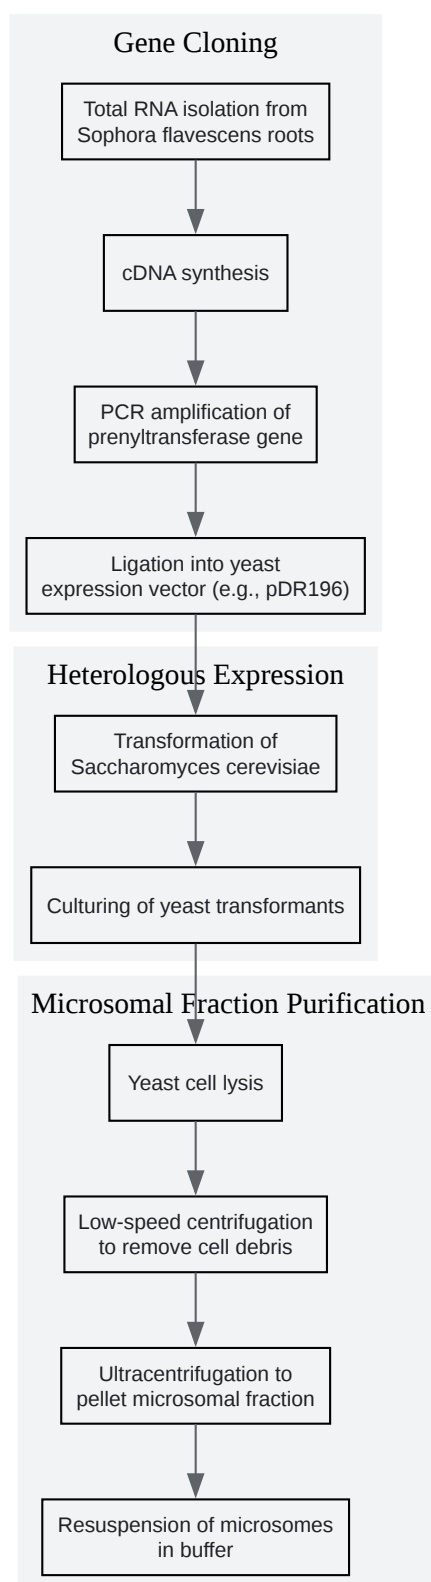 Gene Cloning
Total RNA isolation from
Sophora flavescens roots
cDNA synthesis
PCR amplification of
prenyltransferase gene
Ligation into yeast
expression vector (e.g., pDR196)
Heterologous Expression
Transformation of
Saccharomyces cerevisiae
Culturing of yeast transformants
Microsomal Fraction Purification
Yeast cell lysis
Low-speed centrifugation
to remove cell debris
Ultracentrifugation to
pellet microsomal fraction
Resuspension of microsomes
in buffer